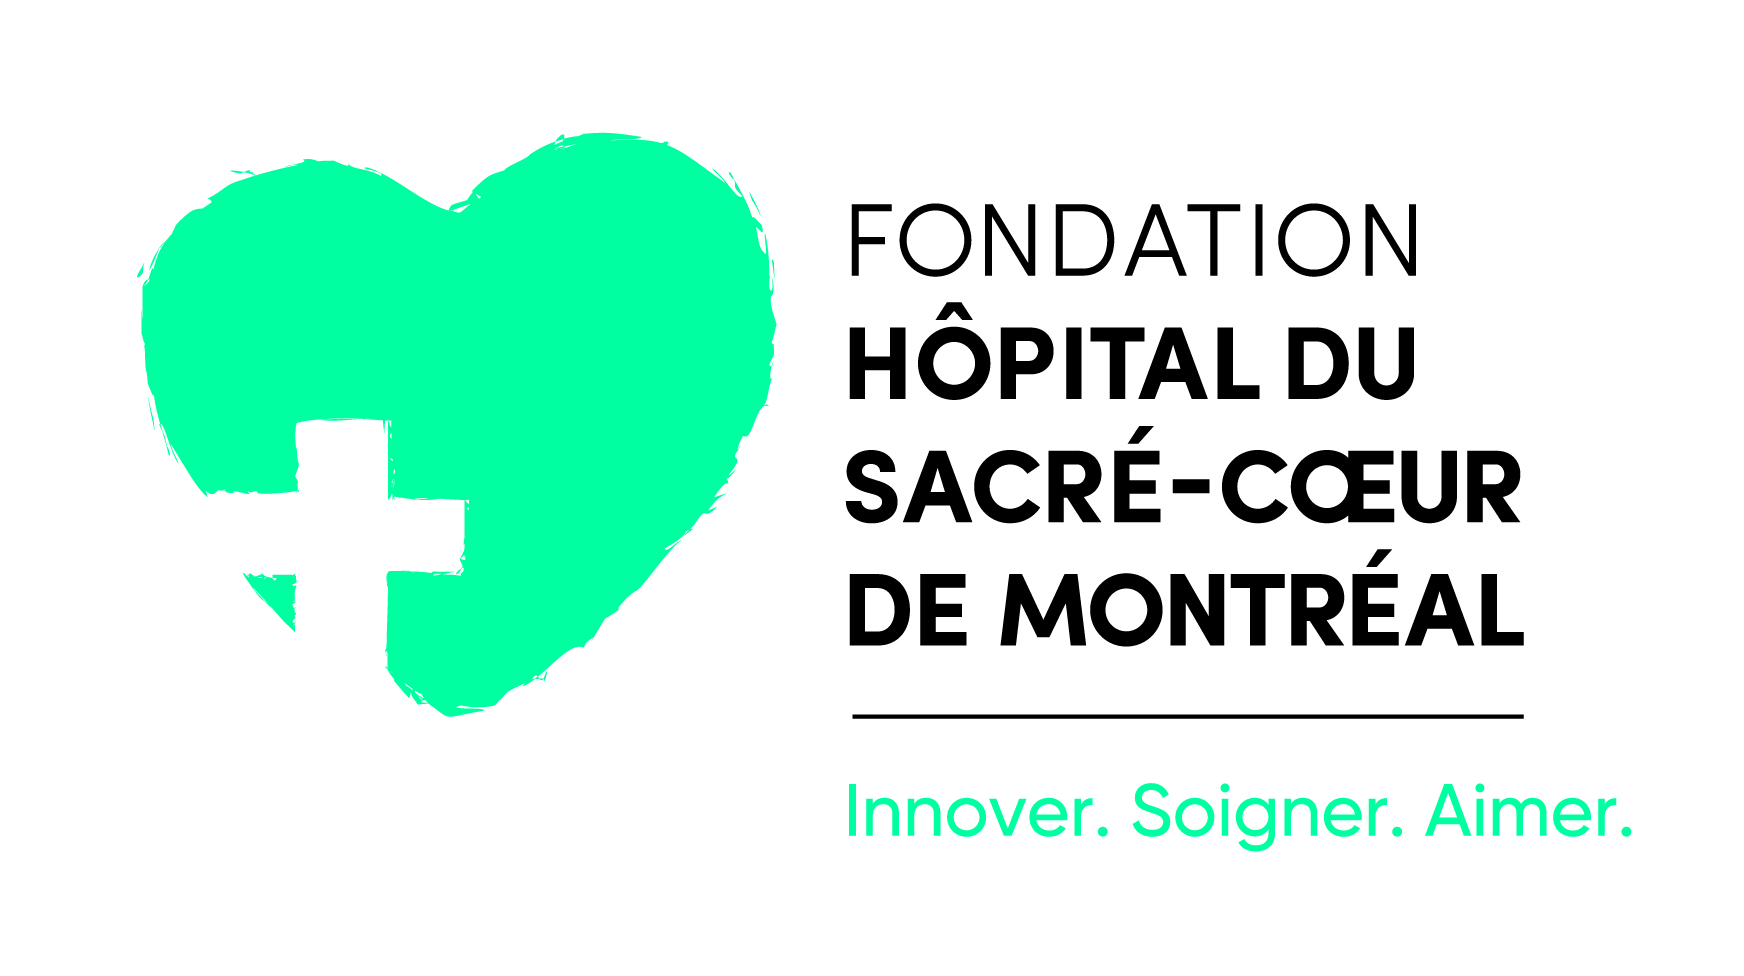 FONDATION
HÔPITAL DU
SACRÉ-CŒUR
DE MONTRÉAL
Innover. Soigner. Aimer.